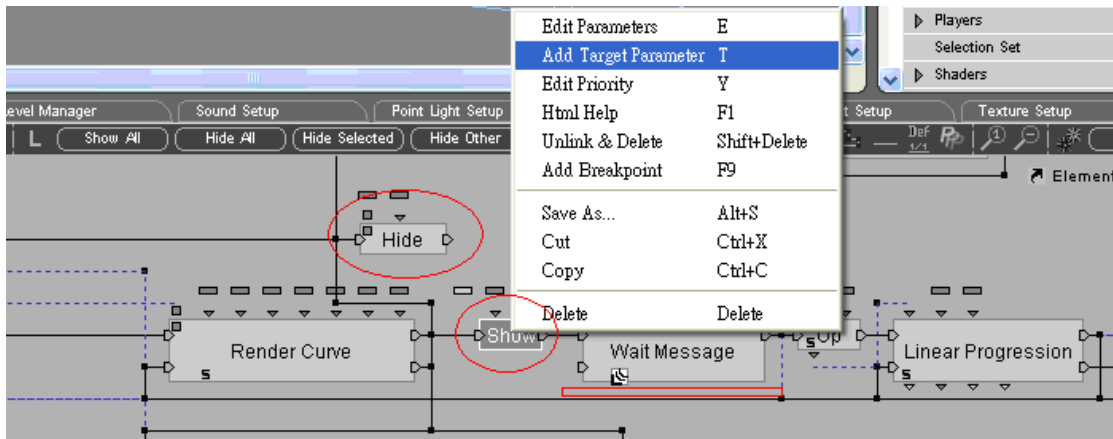 Edit Parameters E
Add Target Parameter T
Edit Priority Y
Html Help F1
Unlink & Delete Shift+Delete
Add Breakpoint F9
Save As... Alt+S
Cut Ctrl+X
Copy Ctrl+C
Delete Delete
Players
Selection Set
Shaders
evel Manager
Sound Setup
Point Light Setup
t Setup
Texture Setup
L
Show All
Hide All
Hide Selected
Hide Other
Def
1/1
Element
Hide
Render Curve
S
Show
Wait Message
Op
S
Linear Progression
S